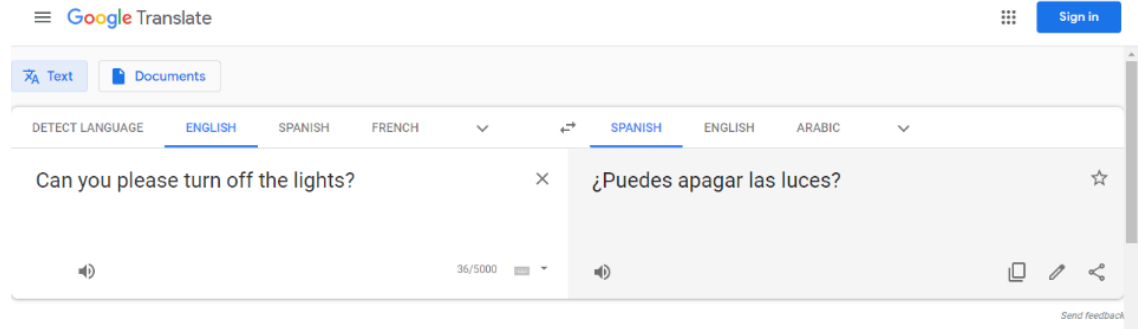 Google Translate
Sign in
Text
Documents
DETECT LANGUAGE ENGLISH SPANISH FRENCH SPANISH ENGLISH ARABIC
Can you please turn off the lights?
¿Puedes apagar las luces?
36/5000
Send feedback